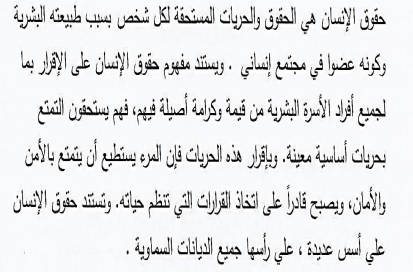 حقوق الإنسان هي الحقوق والحريات المستحقة لكل شخص بسبب طبيعته البشرية
وكونه عضوا في مجتمع إنساني . ويستند مفهوم حقوق الإنسان على الإقرار بما
لجميع أفراد الأسرة البشرية من قيمة وكرامة أصيلة فيهم، فهم يستحقون التمتع
بحريات أساسية معينة. وبإقرار هذه الحريات فإن المرء يستطيع أن يتمتع بالأمن
والأمان، ويصبح قادراً على اتخاذ القرارات التي تنظم حياته. وتستند حقوق الإنسان
علي أسس عديدة ، علي رأسها جميع الديانات السماوية .